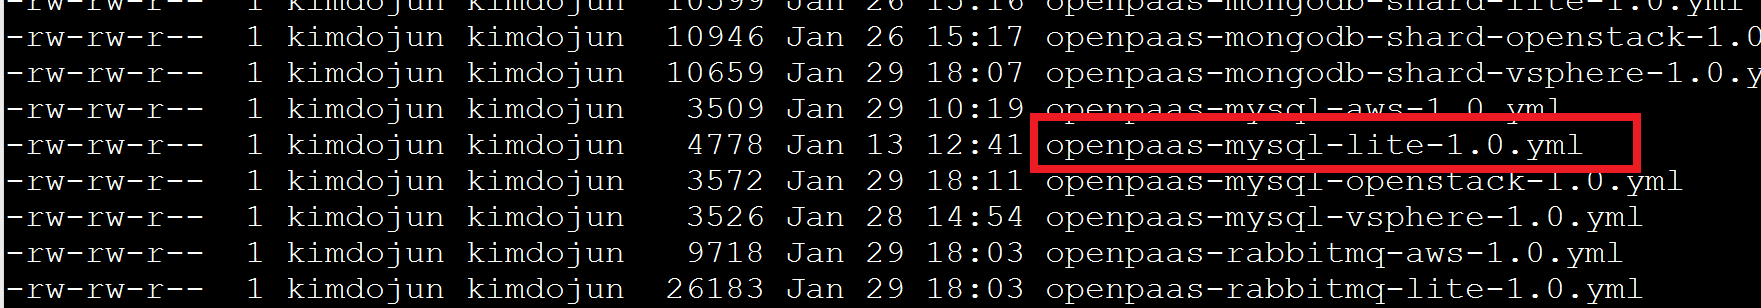 -rw-rw-r-- 1 kimdojun kimdojun 10599 Jan 26 15:16 openpaas-mongodb-shard-lite-1.0.yml
-rw-rw-r-- 1 kimdojun kimdojun 10946 Jan 26 15:17 openpaas-mongodb-shard-openstack-1.0
-rw-rw-r-- 1 kimdojun kimdojun 10659 Jan 29 18:07 openpaas-mongodb-shard-vsphere-1.0.y
-rw-rw-r-- 1 kimdojun kimdojun 3509 Jan 29 10:19 openpaas-mysql-aws-1.0.yml
-rw-rw-r-- 1 kimdojun kimdojun 4778 Jan 13 12:41 openpaas-mysql-lite-1.0.yml
-rw-rw-r-- 1 kimdojun kimdojun 3572 Jan 29 18:11 openpaas-mysql-openstack-1.0.yml
-rw-rw-r-- 1 kimdojun kimdojun 3526 Jan 28 14:54 openpaas-mysql-vsphere-1.0.yml
-rw-rw-r-- 1 kimdojun kimdojun 9718 Jan 29 18:03 openpaas-rabbitmq-aws-1.0.yml
-rw-rw-r-- 1 kimdojun kimdojun 26183 Jan 29 18:03 openpaas-rabbitmq-lite-1.0.yml